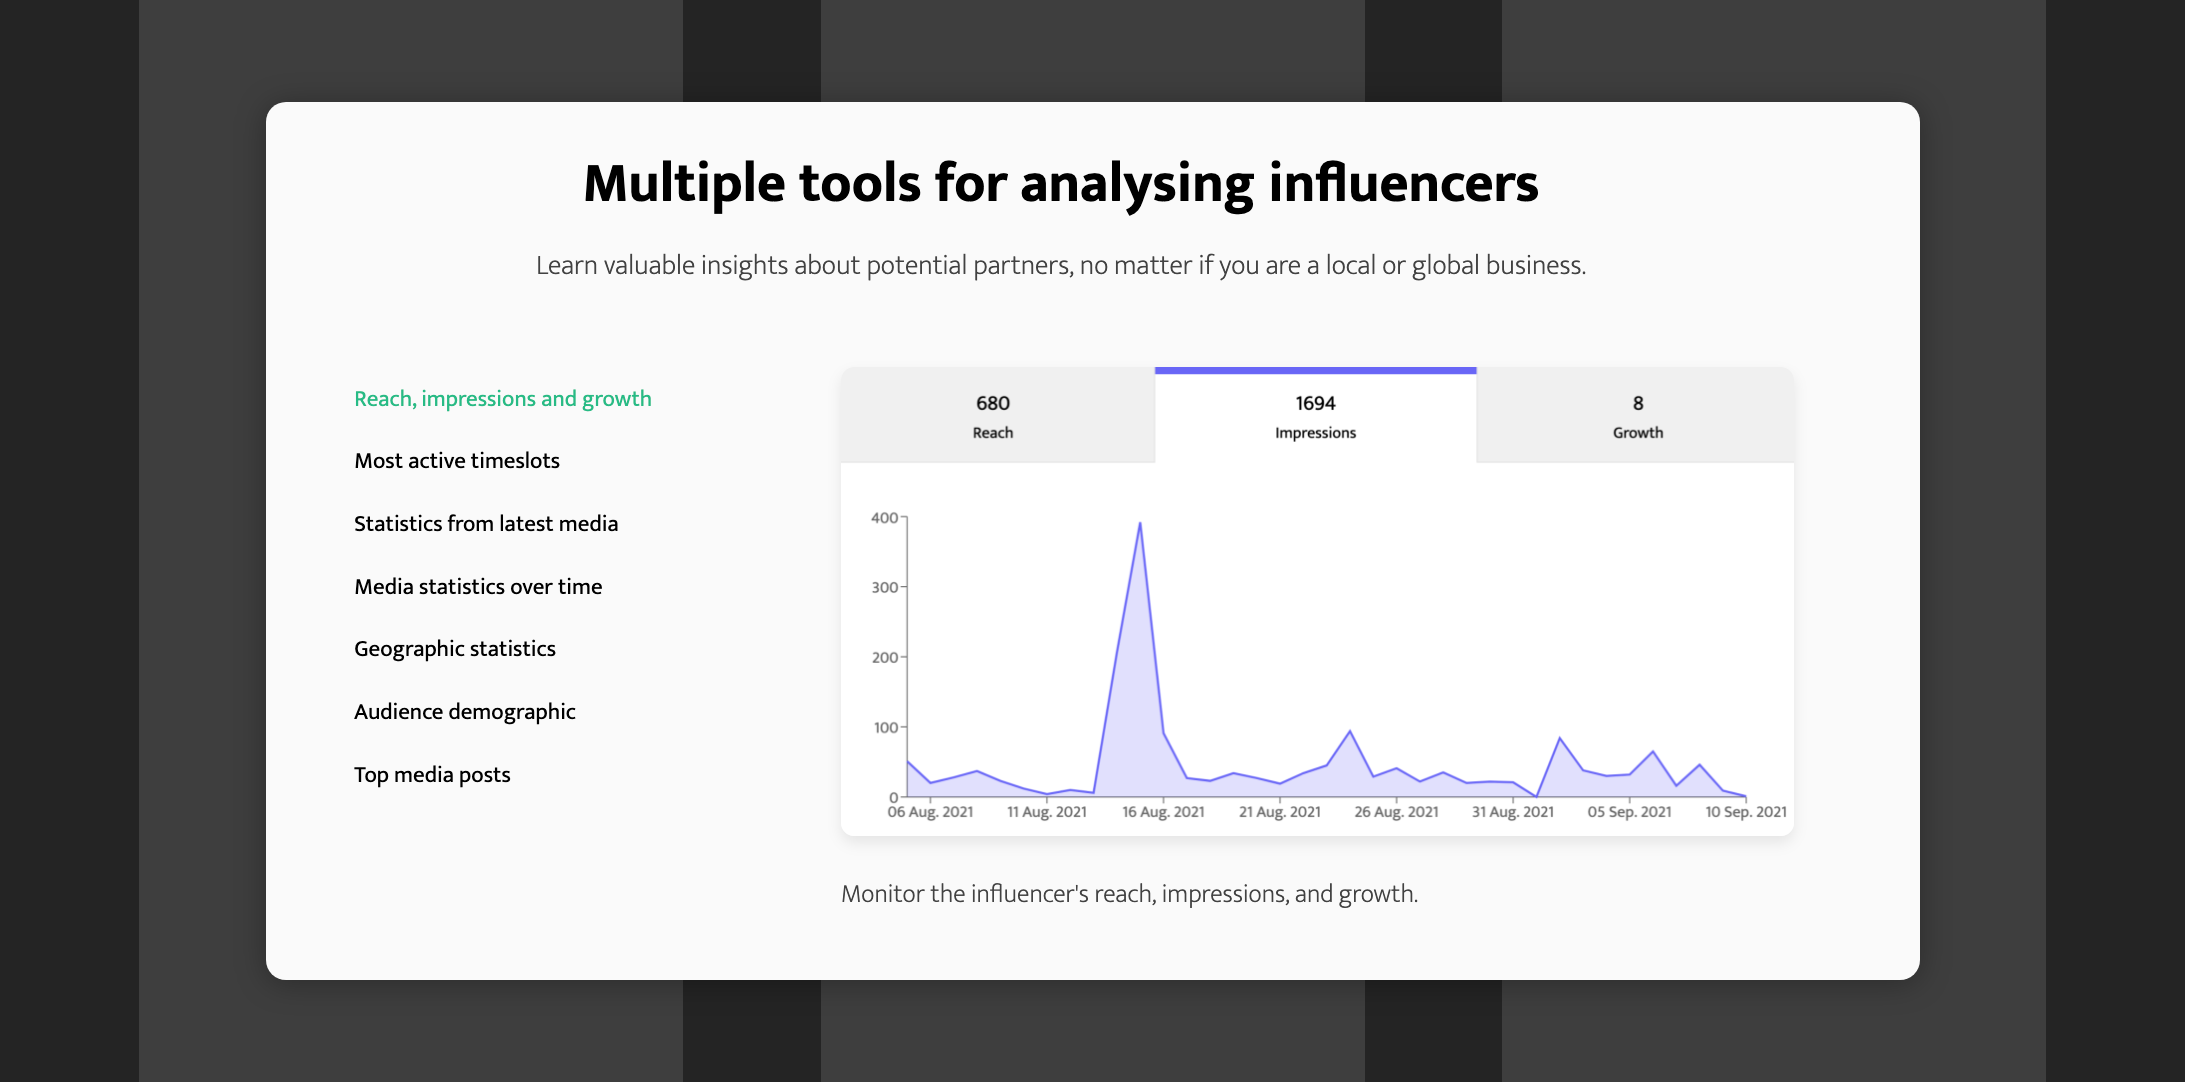 Multiple tools for analysing influencers
Learn valuable insights about potential partners, no matter if you are a local or global business.
Reach, impressions and growth
Most active timeslots
Statistics from latest media
Media statistics over time
Geographic statistics
Audience demographic
Top media posts
680
Reach
1694
Impressions
8
Growth
400
300
200
100
0
06 Aug. 2021 11 Aug. 2021 16 Aug. 2021 21 Aug. 2021 26 Aug. 2021 31 Aug. 2021 05 Sep. 2021 10 Sep. 2021
Monitor the influencer's reach, impressions, and growth.